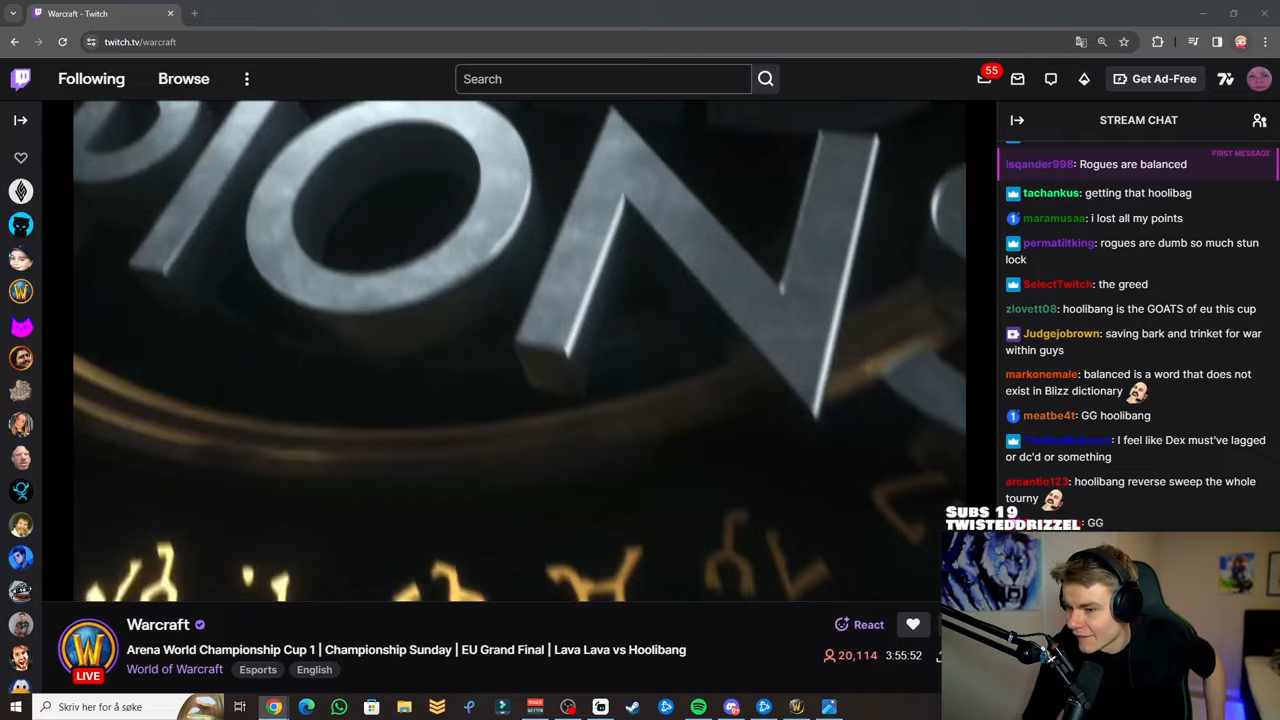 Warcraft - Twitch
twitch.tv/warcraft
Following
Browse
Search
55
Get Ad-Free
STREAM CHAT
FIRST MESSAGE
isqander998: Rogues are balanced
tachankus: getting that hoolibag
1 maramusaa: i lost all my points
permatiltking: rogues are dumb so much stun
lock
SelectTwitch: the greed
zlovett08: hoolibang is the GOATS of eu this cup
Judgejobrown: saving bark and trinket for war
within guys
markonemale: balanced is a word that does not
exist in Blizz dictionary
1 meatbe4t: GG hoolibang
I feel like Dex must've lagged
or dc'd or something
arcantic123: hoolibang reverse sweep the whole
tourny
: GG
SUBS 19
TWISTEDDRIZZEL
PION
Warcraft
React
Arena World Championship Cup 1 | Championship Sunday | EU Grand Final | Lava Lava vs Hoolibang
LIVE
World of Warcraft
Esports
English
20,114
3:55:52
Skriv her for å søke